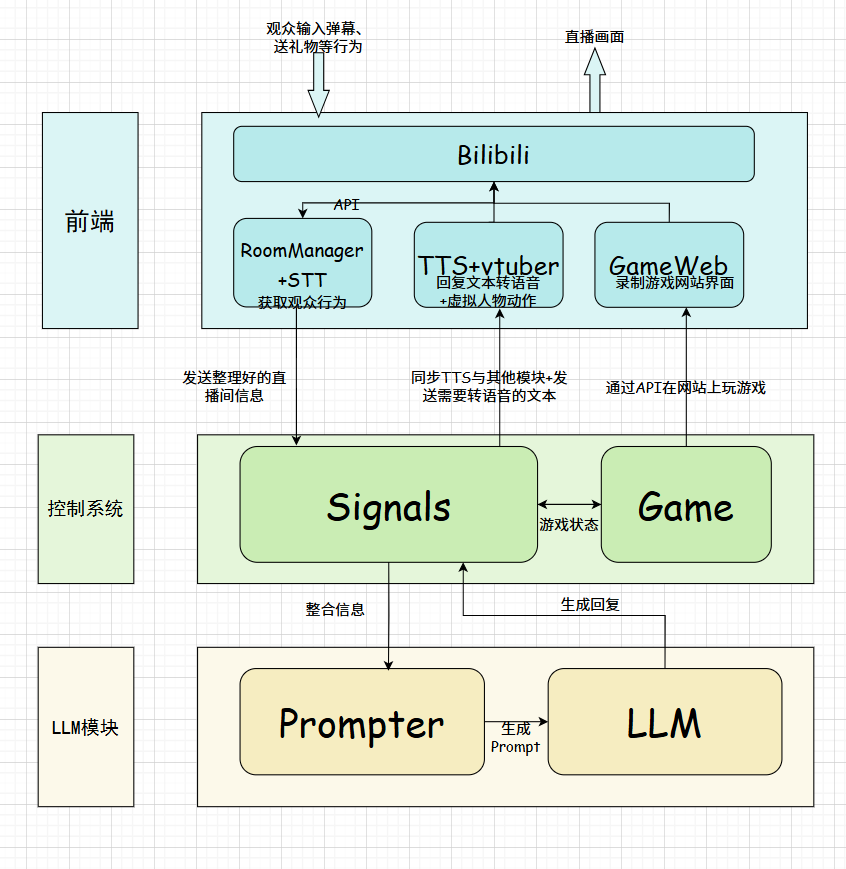 观众输入弹幕、
送礼物等行为
直播画面
前端
Bilibili
API
RoomManager
+STT
获取观众行为
TTS+vtuber
回复文本转语音
+虚拟人物动作
GameWeb
录制游戏网站界面
发送整理好的直
播间信息
同步TTS与其他模块+发
送需要转语音的文本
通过API在网站上玩游戏
控制系统
Signals
游戏状态
Game
整合信息
生成回复
LLM模块
Prompter
生成
Prompt
LLM